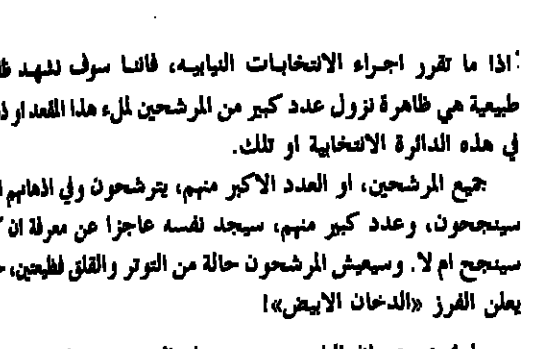 اذا ما تقرر اجراء الانتخابات النيابيه، فاننا سوف نشهد
طبيعية هي ظاهرة نزول عدد كبير من المرشحين لملء هذا المقعد او
في هذه الدائرة الانتخابية او تلك.
جميع المرشحين، او العدد الاكبر منهم، يترشحون وفي اذهانهم
سينجحون، وعدد كبير منهم، سيجد نفسه عاجزا عن معرفة ان
سينجح ام لا. وسيعيش المرشحون حالة من التوتر والقلق فظيعتين،
يعلن الفرز «الدخان الابيض»!